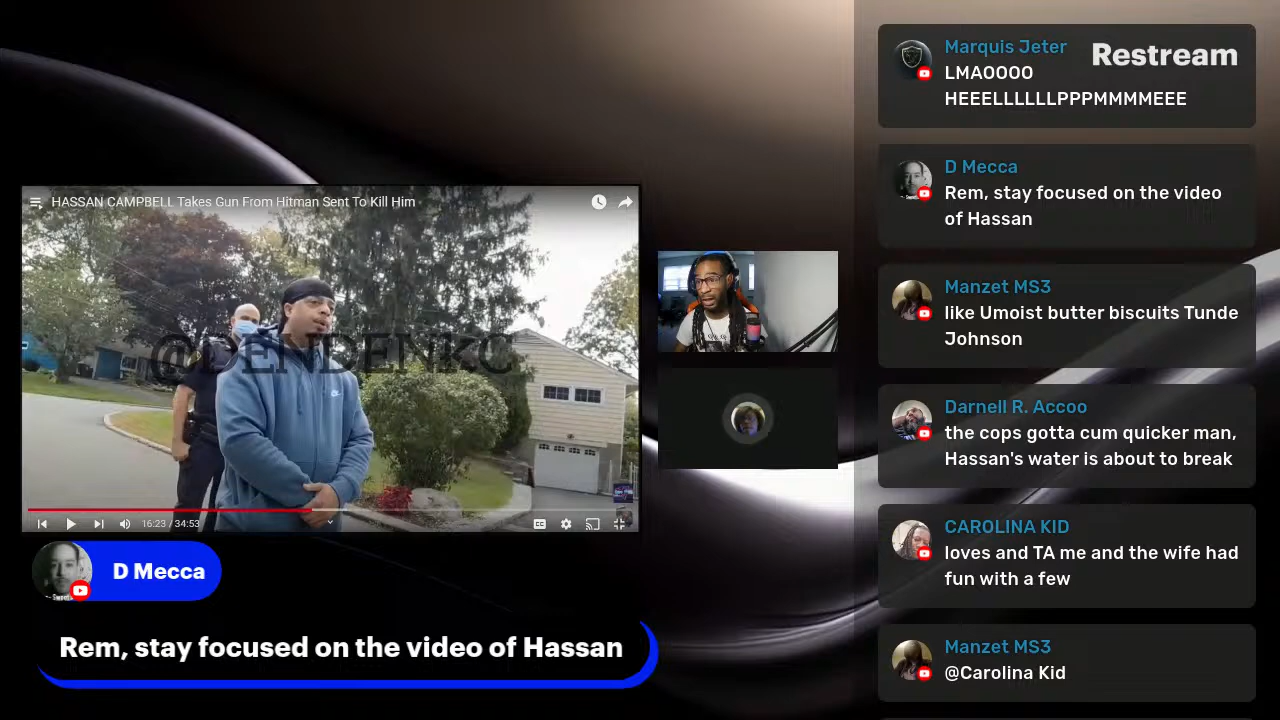 HASSAN CAMPBELL Takes Gun From Hitman Sent To Kill Him
@DENDENKC
16:23 / 34:53
D Mecca
Rem, stay focused on the video of Hassan
Restream
Marquis Jeter
LMAOOOO
HEEELLLLLLPPPMMMMEEE
D Mecca
Rem, stay focused on the video
of Hassan
Manzet MS3
like Umoist butter biscuits Tunde
Johnson
Darnell R. Accoo
the cops gotta cum quicker man,
Hassan's water is about to break
CAROLINA KID
loves and TA me and the wife had
fun with a few
Manzet MS3
@Carolina Kid